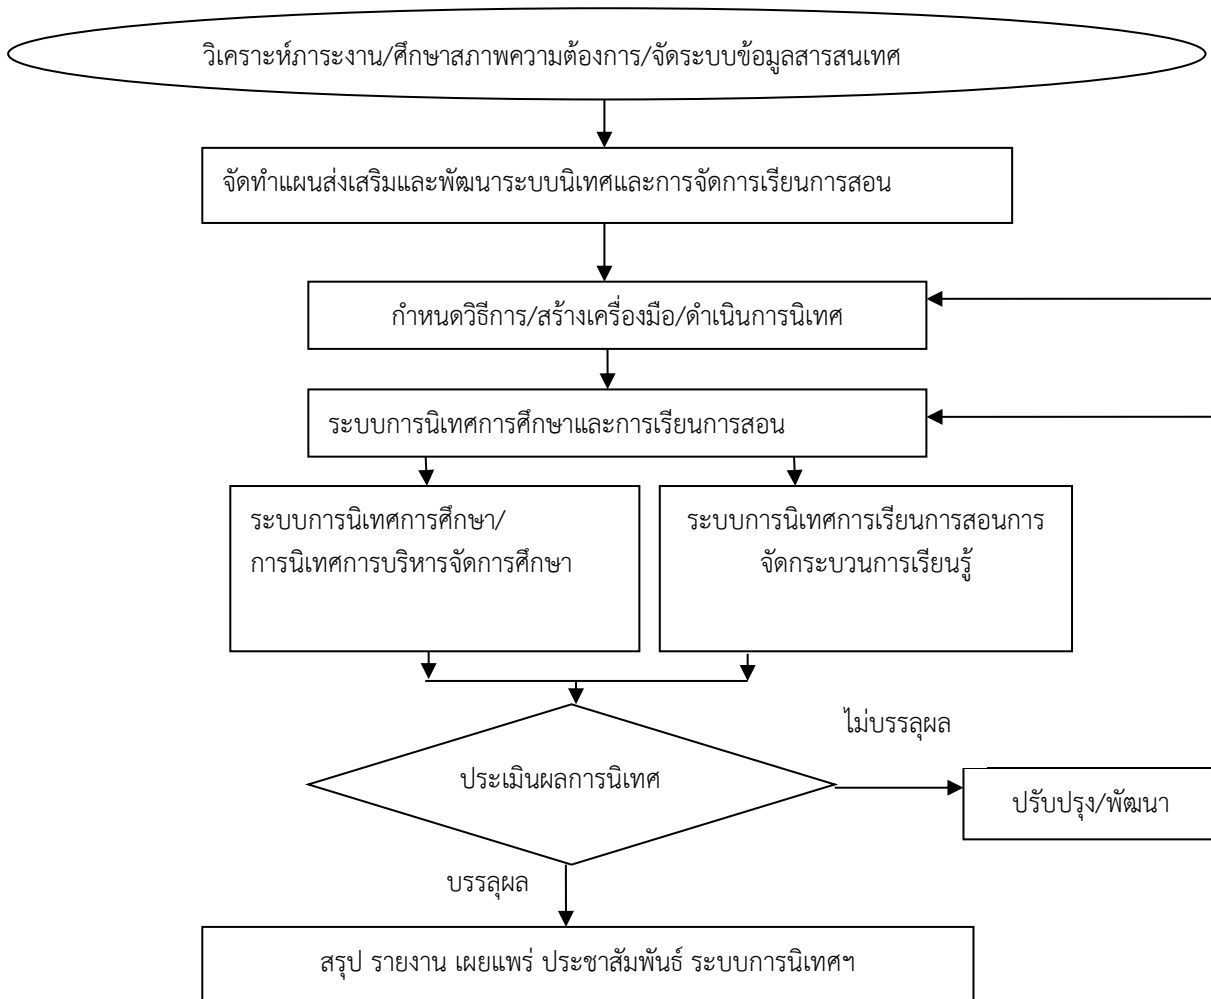 วิเคราะห์ภาระงาน/ศึกษาสภาพความต้องการ/จัดระบบข้อมูลสารสนเทศ
จัดทำแผนส่งเสริมและพัฒนาระบบนิเทศและการจัดการเรียนการสอน
กำหนดวิธีการ/สร้างเครื่องมือ/ดำเนินการนิเทศ
ระบบการนิเทศการศึกษาและการเรียนการสอน
ระบบการนิเทศการศึกษา/
การนิเทศการบริหารจัดการศึกษา
ระบบการนิเทศการเรียนการสอนการ
จัดกระบวนการเรียนรู้
ไม่บรรลุผล
ประเมินผลการนิเทศ
ปรับปรุง/พัฒนา
บรรลุผล
สรุป รายงาน เผยแพร่ ประชาสัมพันธ์ ระบบการนิเทศฯ